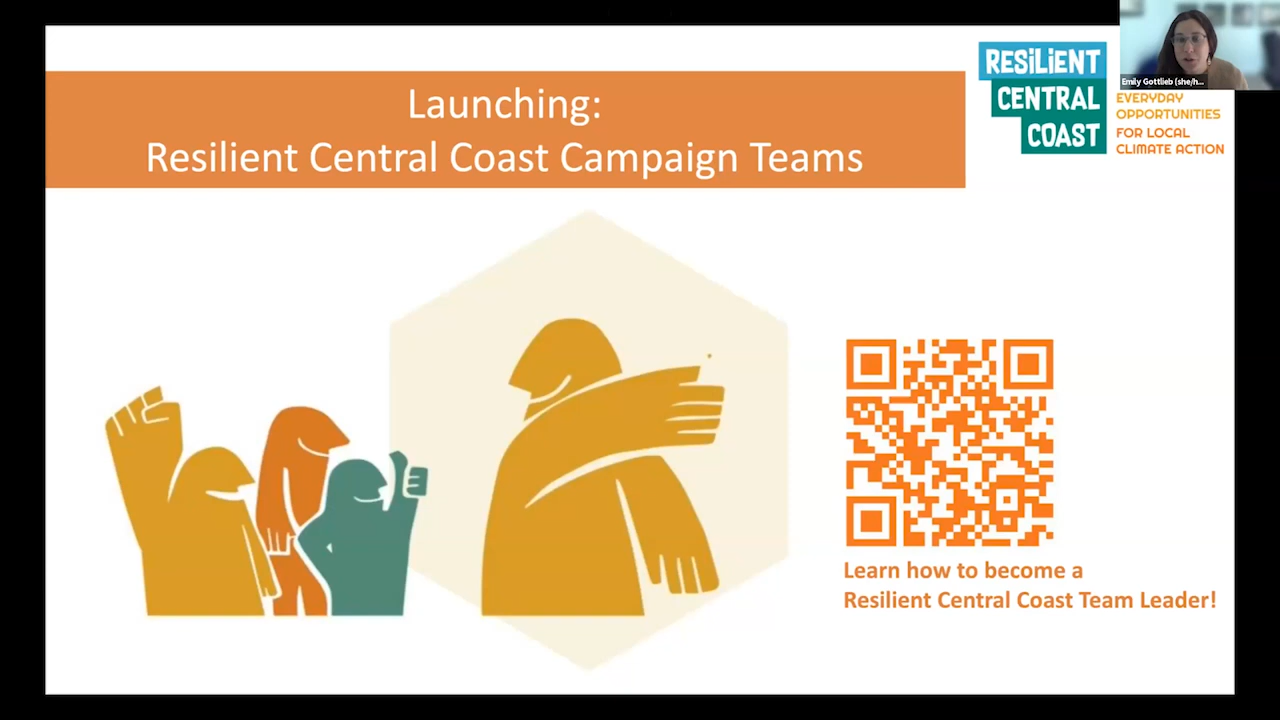 Launching:
Resilient Central Coast Campaign Teams
RESILIENT
CENTRAL
COAST
Emily Gottlieb (she/h...
EVERYDAY
OPPORTUNITIES
FOR LOCAL
CLIMATE ACTION
Learn how to become a
Resilient Central Coast Team Leader!